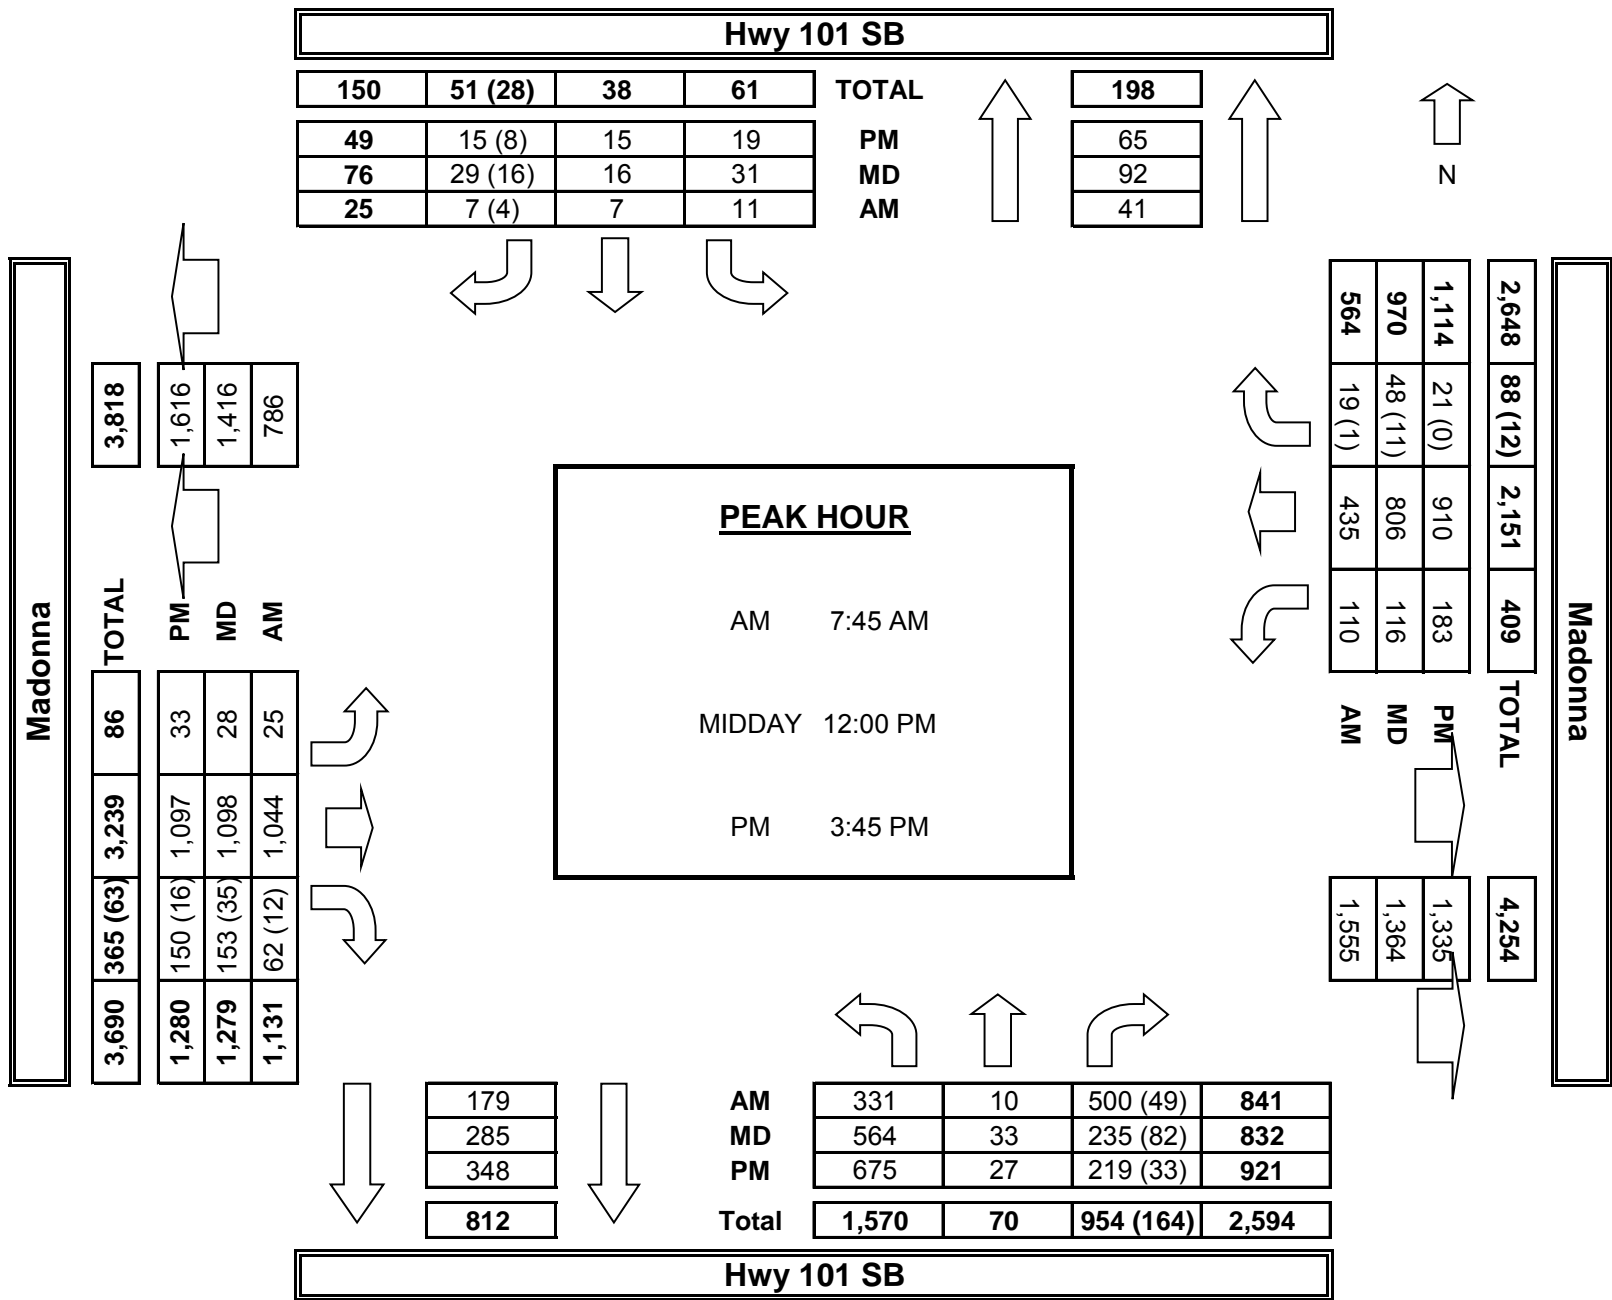 Hwy 101 SB
150 51 (28) 38 61 TOTAL 198
49 15 (8) 15 19 PM 65
76 29 (16) 16 31 MD 92
25 7 (4) 7 11 AM 41
N
Madonna
3,818 1,616 1,416 786
TOTAL PM MD AM
86 33 28 25
3,239 1,097 1,098 1,044
365 (63) 150 (16) 153 (35) 62 (12)
3,690 1,280 1,279 1,131
PEAK HOUR
AM 7:45 AM
MIDDAY 12:00 PM
PM 3:45 PM
564 970 1,114 2,648
19 (1) 48 (11) 21 (0) 88 (12)
435 806 910 2,151
110 116 183 409
AM MD PM TOTAL
1,555 1,364 1,335 4,254
Madonna
179 AM 331 10 500 (49) 841
285 MD 564 33 235 (82) 832
348 PM 675 27 219 (33) 921
812 Total 1,570 70 954 (164) 2,594
Hwy 101 SB